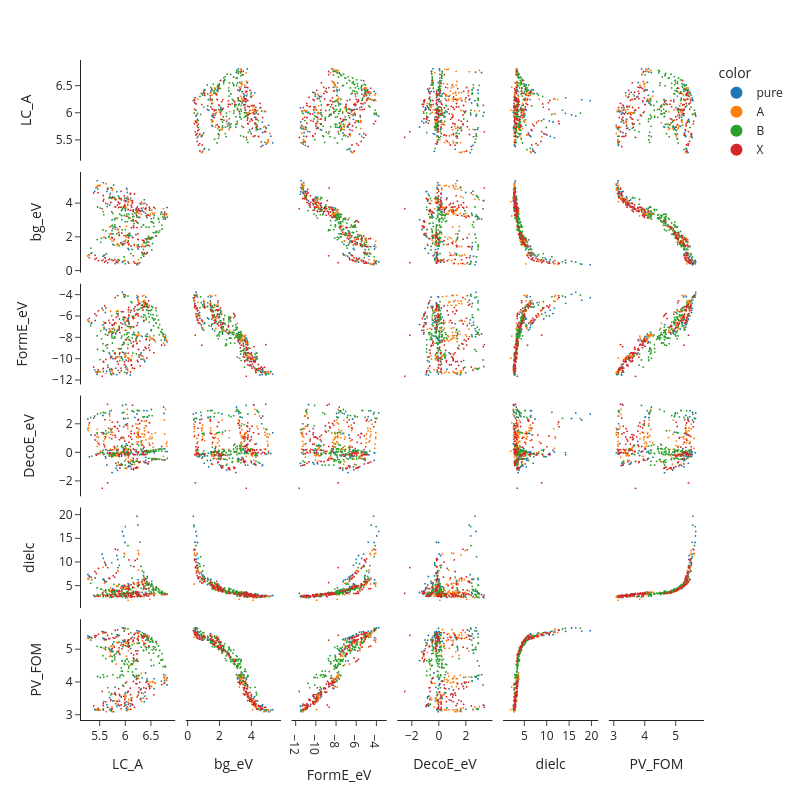 color
pure
A
B
X
LC_A
6.5
6
5.5
bg_eV
4
2
0
FormE_eV
−4
−6
−8
−10
−12
DecoE_eV
2
0
−2
dielc
20
15
10
5
PV_FOM
5
4
3
5.5 6 6.5 0 2 4 −12 −10 −8 −6 −4 −2 0 2 5 10 15 20 3 4 5
LC_A bg_eV FormE_eV DecoE_eV dielc PV_FOM